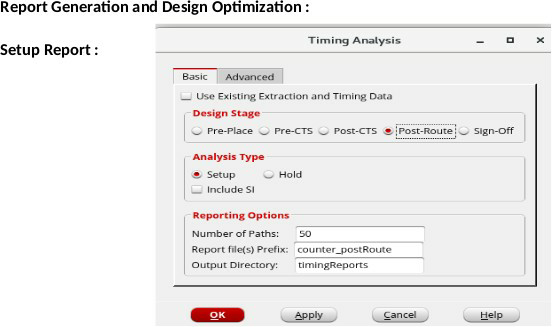 Report Generation and Design Optimization :
Setup Report :
Timing Analysis
Basic Advanced
Use Existing Extraction and Timing Data
Design Stage
Pre-Place Pre-CTS Post-CTS Post-Route Sign-Off
Analysis Type
Setup Hold
Include SI
Reporting Options
Number of Paths: 50
Report file(s) Prefix: counter_postRoute
Output Directory: timingReports
OK Apply Cancel Help